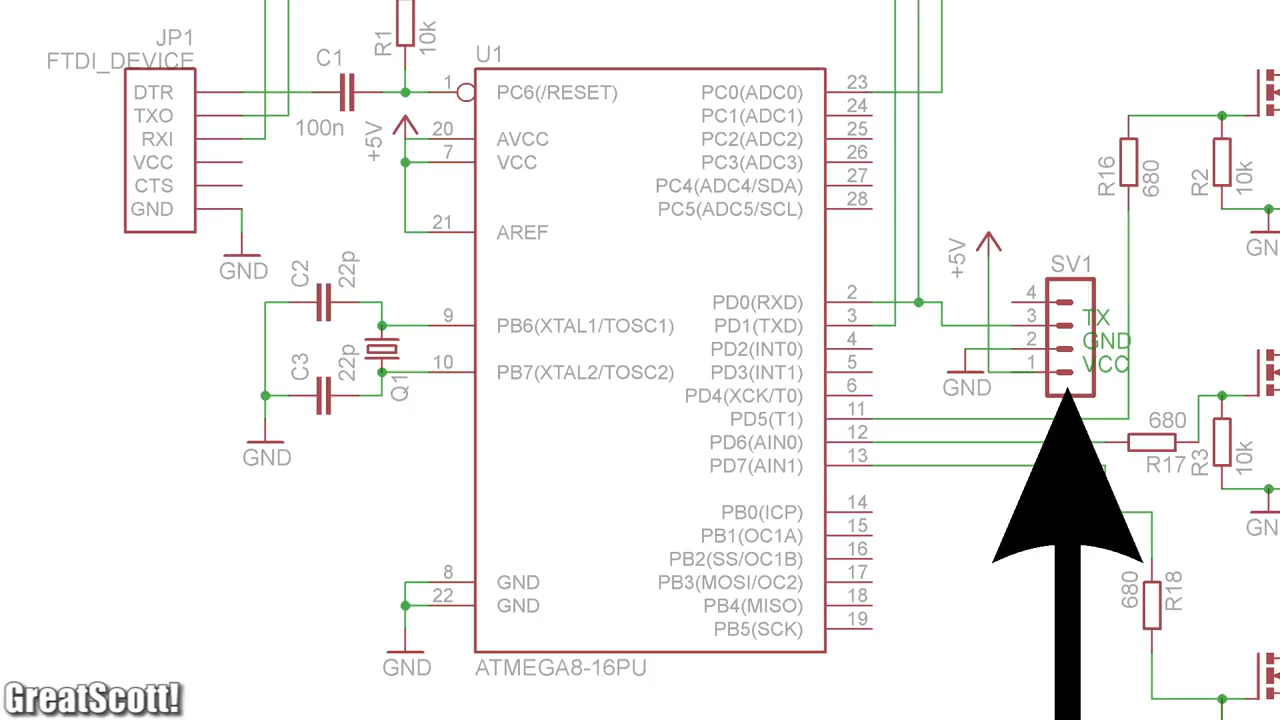 JP1
FTDI_DEVICE
DTR
TXO
RXI
VCC
CTS
GND
GND
C1
100n
R1
10k
+5V
C2
22p
C3
22p
Q1
GND
GND
U1
1 PC6(/RESET)
20 AVCC
7 VCC
21 AREF
9 PB6(XTAL1/TOSC1)
10 PB7(XTAL2/TOSC2)
8 GND
22 GND
PC0(ADC0) 23
PC1(ADC1) 24
PC2(ADC2) 25
PC3(ADC3) 26
PC4(ADC4/SDA) 27
PC5(ADC5/SCL) 28
PD0(RXD) 2
PD1(TXD) 3
PD2(INT0) 4
PD3(INT1) 5
PD4(XCK/T0) 6
PD5(T1) 11
PD6(AIN0) 12
PD7(AIN1) 13
PB0(ICP) 14
PB1(OC1A) 15
PB2(SS/OC1B) 16
PB3(MOSI/OC2) 17
PB4(MISO) 18
PB5(SCK) 19
ATMEGA8-16PU
+5V
GND
SV1
4
3 TX
2 GND
1 VCC
R16
680
R2
10k
GN
680
R17
R3
10k
GN
680
R18
GreatScott!